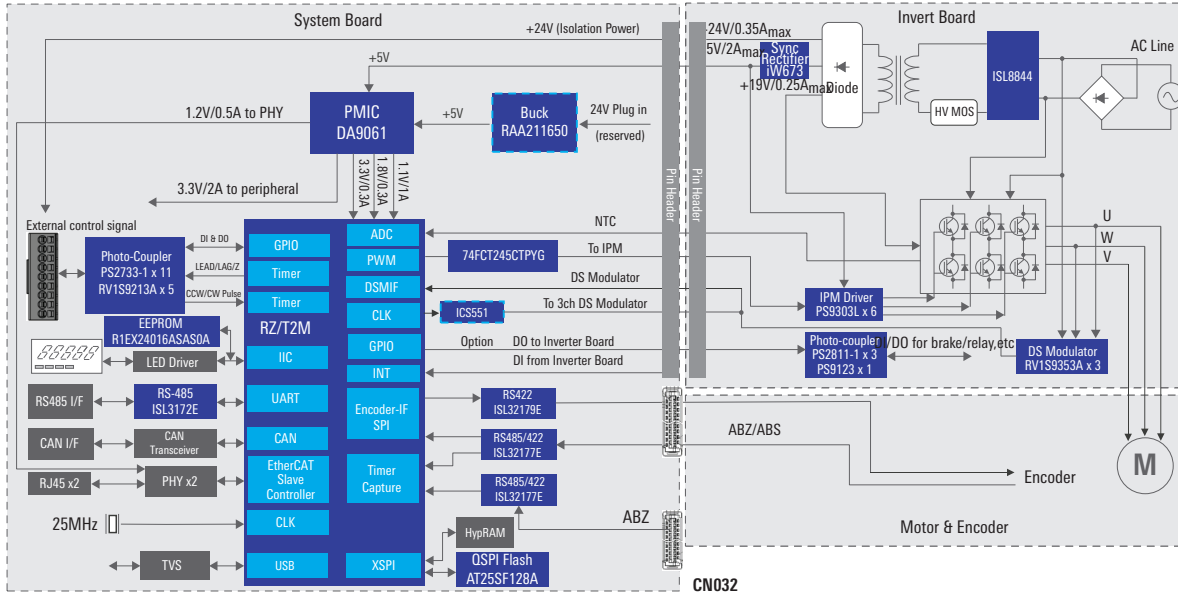 System Board
Invert Board
+24V (Isolation Power)
-24V/0.35Amax
5V/2Amax
Sync
Rectifier
iW673
+19V/0.25Amax
Diode
ISL8844
HV MOS
AC Line
+5V
1.2V/0.5A to PHY
PMIC
DA9061
+5V
Buck
RAA211650
24V Plug in
(reserved)
3.3V/0.3A
1.8V/0.3A
1.1V/1A
3.3V/2A to peripheral
Pin Header
Pin Header
External control signal
Photo-Coupler
PS2733-1 x 11
RV1S9213A x 5
DI & DO
LEAD/LAG/Z
CCW/CW Pulse
GPIO
Timer
Timer
RZ/T2M
IIC
UART
CAN
EtherCAT
Slave
Controller
CLK
USB
ADC
PWM
DSMIF
CLK
GPIO
INT
Encoder-IF
SPI
Timer
Capture
XSPI
NTC
74FCT245CTPYG
To IPM
DS Modulator
ICS551
To 3ch DS Modulator
Option
DO to Inverter Board
DI from Inverter Board
EEPROM
R1EX24016ASAS0A
LED Driver
RS485 I/F
RS-485
ISL3172E
CAN I/F
CAN
Transceiver
RJ45 x2
PHY x2
25MHz
TVS
RS422
ISL32179E
RS485/422
ISL32177E
RS485/422
ISL32177E
HypRAM
QSPI Flash
AT25SF128A
ABZ/ABS
ABZ
IPM Driver
PS9303L x 6
Photo-coupler
PS2811-1 x 3
PS9123 x 1
DI/DO for brake/relay,etc
DS Modulator
RV1S9353A x 3
U
W
V
M
Encoder
Motor & Encoder
CN032